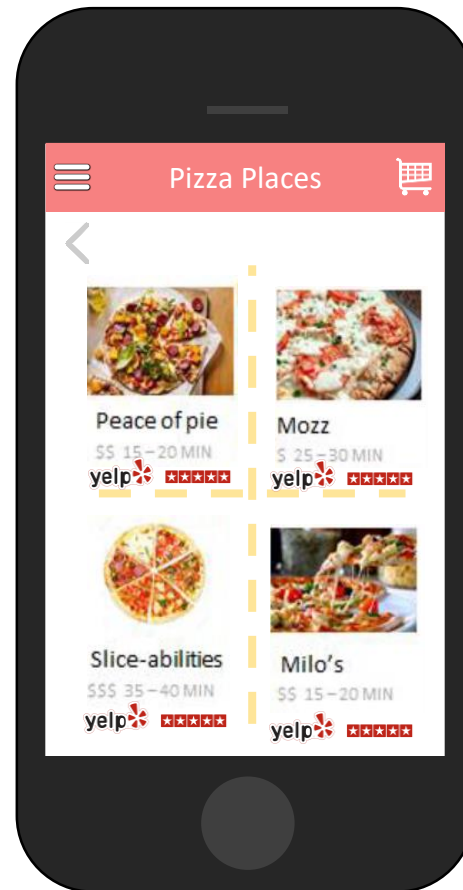 Pizza Places
Peace of pie
$$ 15–20 MIN
yelp
Mozz
$ 25–30 MIN
yelp
Slice-abilities
$$$ 35–40 MIN
yelp
Milo's
$$ 15–20 MIN
yelp